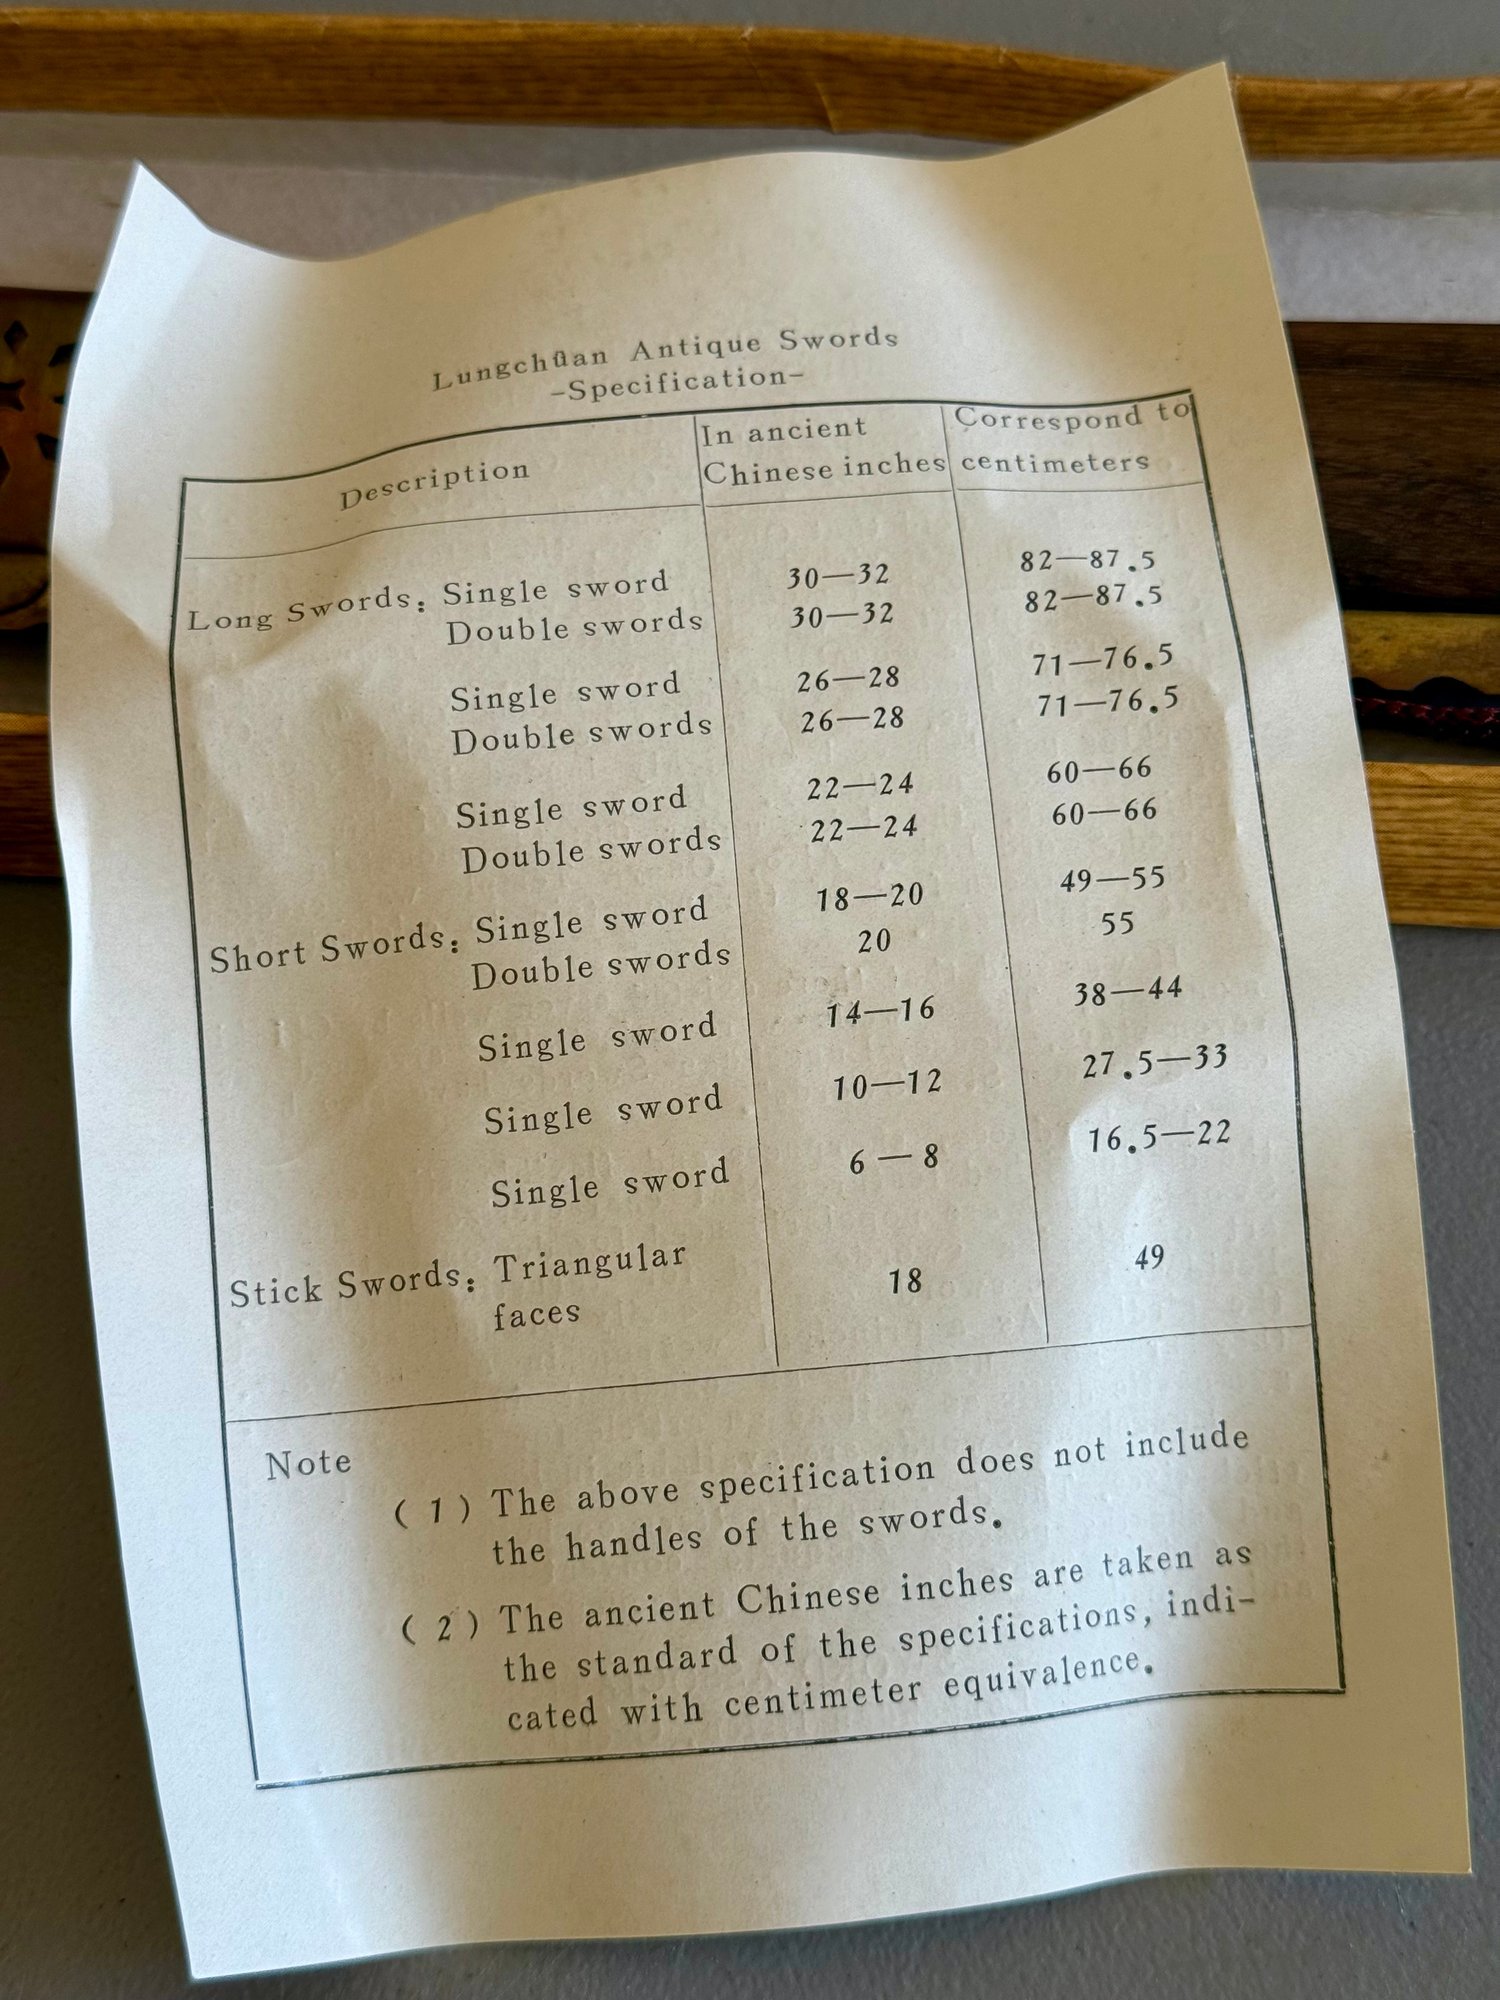 Lungchüan Antique Swords
-Specification-
Description In ancient Chinese inches Correspond to centimeters
Long Swords: Single sword 30—32 82—87.5
Double swords 30—32 82—87.5
Single sword 26—28 71—76.5
Double swords 26—28 71—76.5
Single sword 22—24 60—66
Double swords 22—24 60—66
Short Swords: Single sword 18—20 49—55
Double swords 20 55
Single sword 14—16 38—44
Single sword 10—12 27.5—33
Single sword 6—8 16.5—22
Stick Swords: Triangular
faces 18 49
Note
(1) The above specification does not include
the handles of the swords.
(2) The ancient Chinese inches are taken as
the standard of the specifications, indi-
cated with centimeter equivalence.